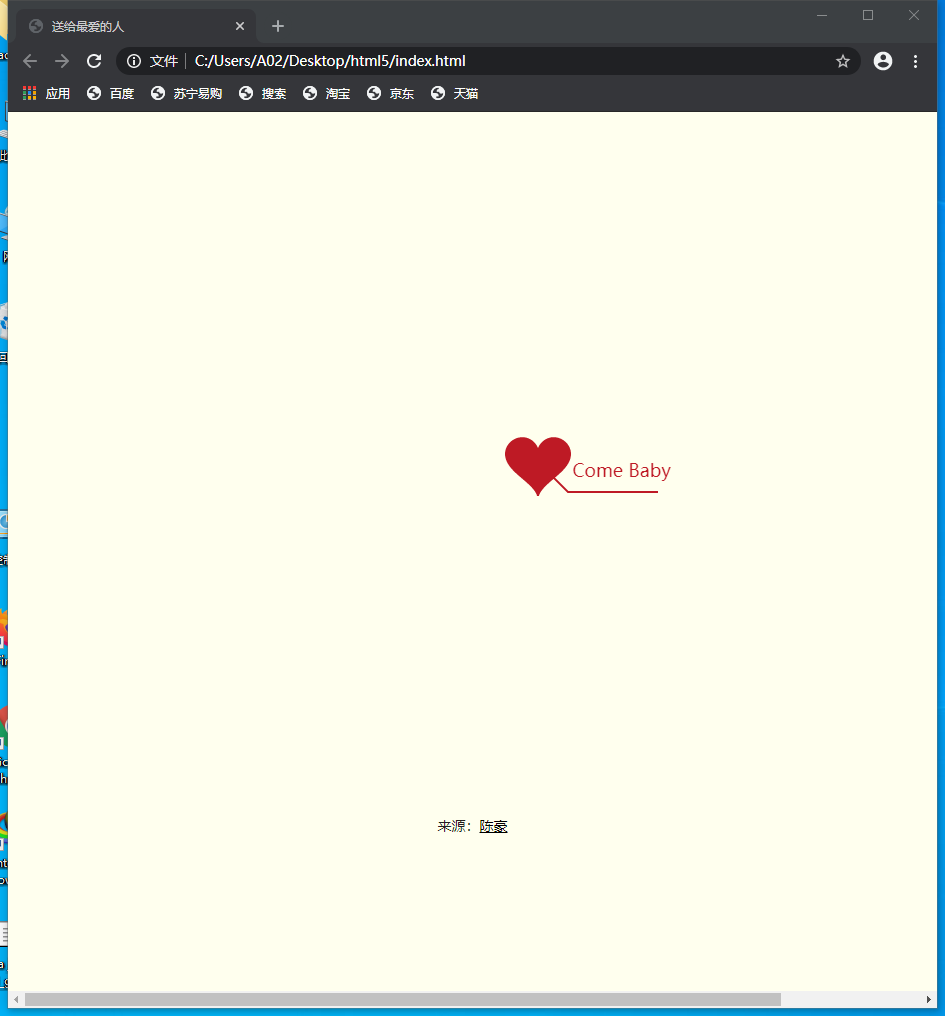 送给最爱的人
文件 C:/Users/A02/Desktop/html5/index.html
应用 百度 苏宁易购 搜索 淘宝 京东 天猫
Come Baby
来源：陈豪